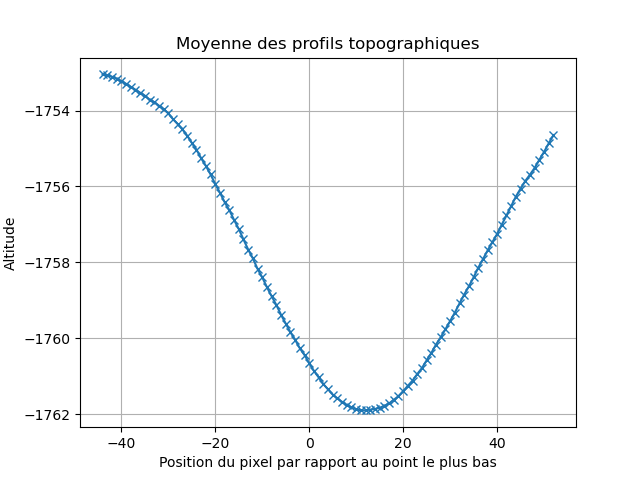 Moyenne des profils topographiques
Altitude
−1754
−1756
−1758
−1760
−1762
−40 −20 0 20 40
Position du pixel par rapport au point le plus bas